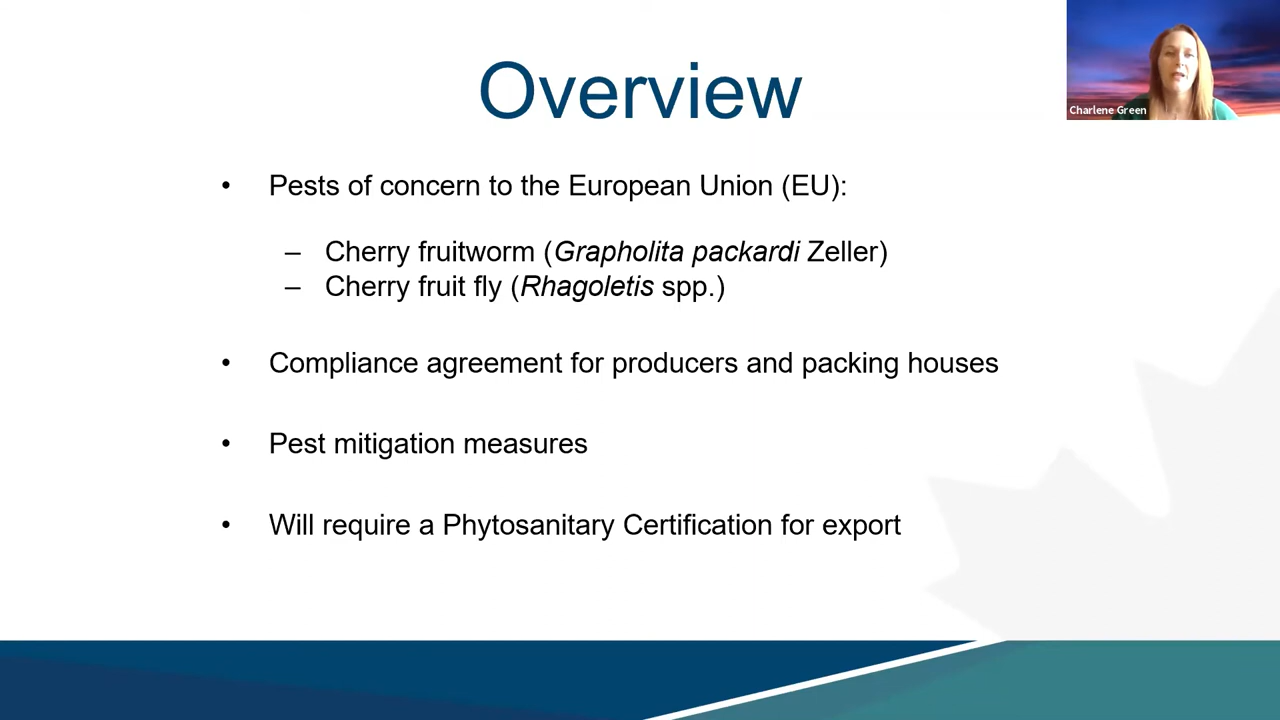 Overview
Charlene Green
• Pests of concern to the European Union (EU):
– Cherry fruitworm (Grapholita packardi Zeller)
– Cherry fruit fly (Rhagoletis spp.)
• Compliance agreement for producers and packing houses
• Pest mitigation measures
• Will require a Phytosanitary Certification for export